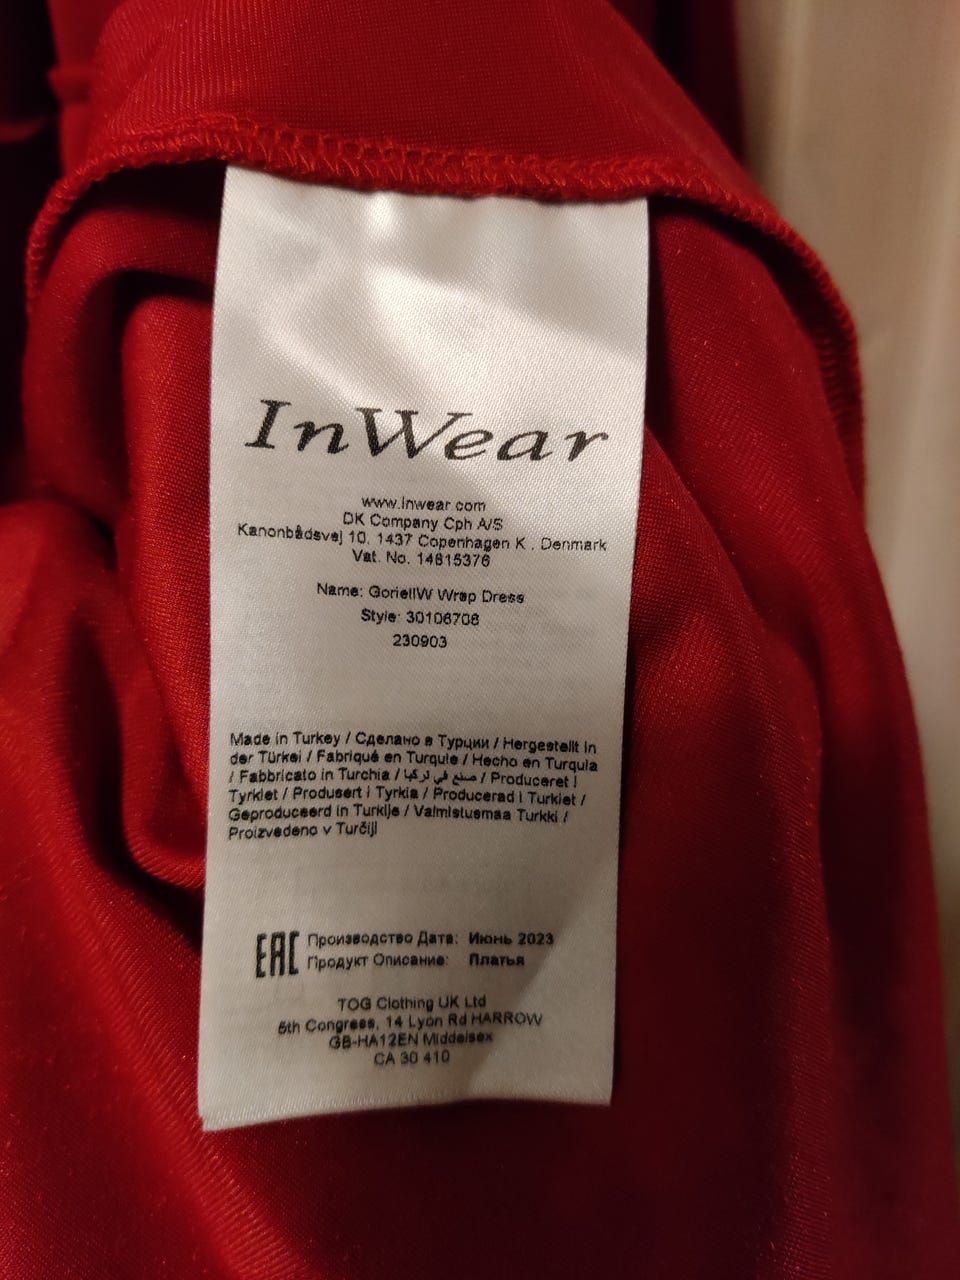 InWear
www.inwear.com
DK Company Cph A/S
Kanonbådsvej 10, 1437 Copenhagen K , Denmark
Vat. No. 14815376
Name: GoriellW Wrap Dress
Style: 30106706
230903
Made in Turkey / Сделано в Турции / Hergestellt in
der Türkei / Fabriqué en Turquie / Hecho en Turquia
/ Fabbricato in Turchia / صنع في تركيا / Produceret i
Tyrkiet / Produsert i Tyrkia / Producerad i Turkiet /
Geproduceerd in Turkije / Valmistusmaa Turkki /
Proizvedeno v Turčiji
EAC Производство Дата: Июнь 2023
Продукт Описание: Платья
TOG Clothing UK Ltd
5th Congress, 14 Lyon Rd HARROW
GB-HA12EN Middelsex
CA 30 410